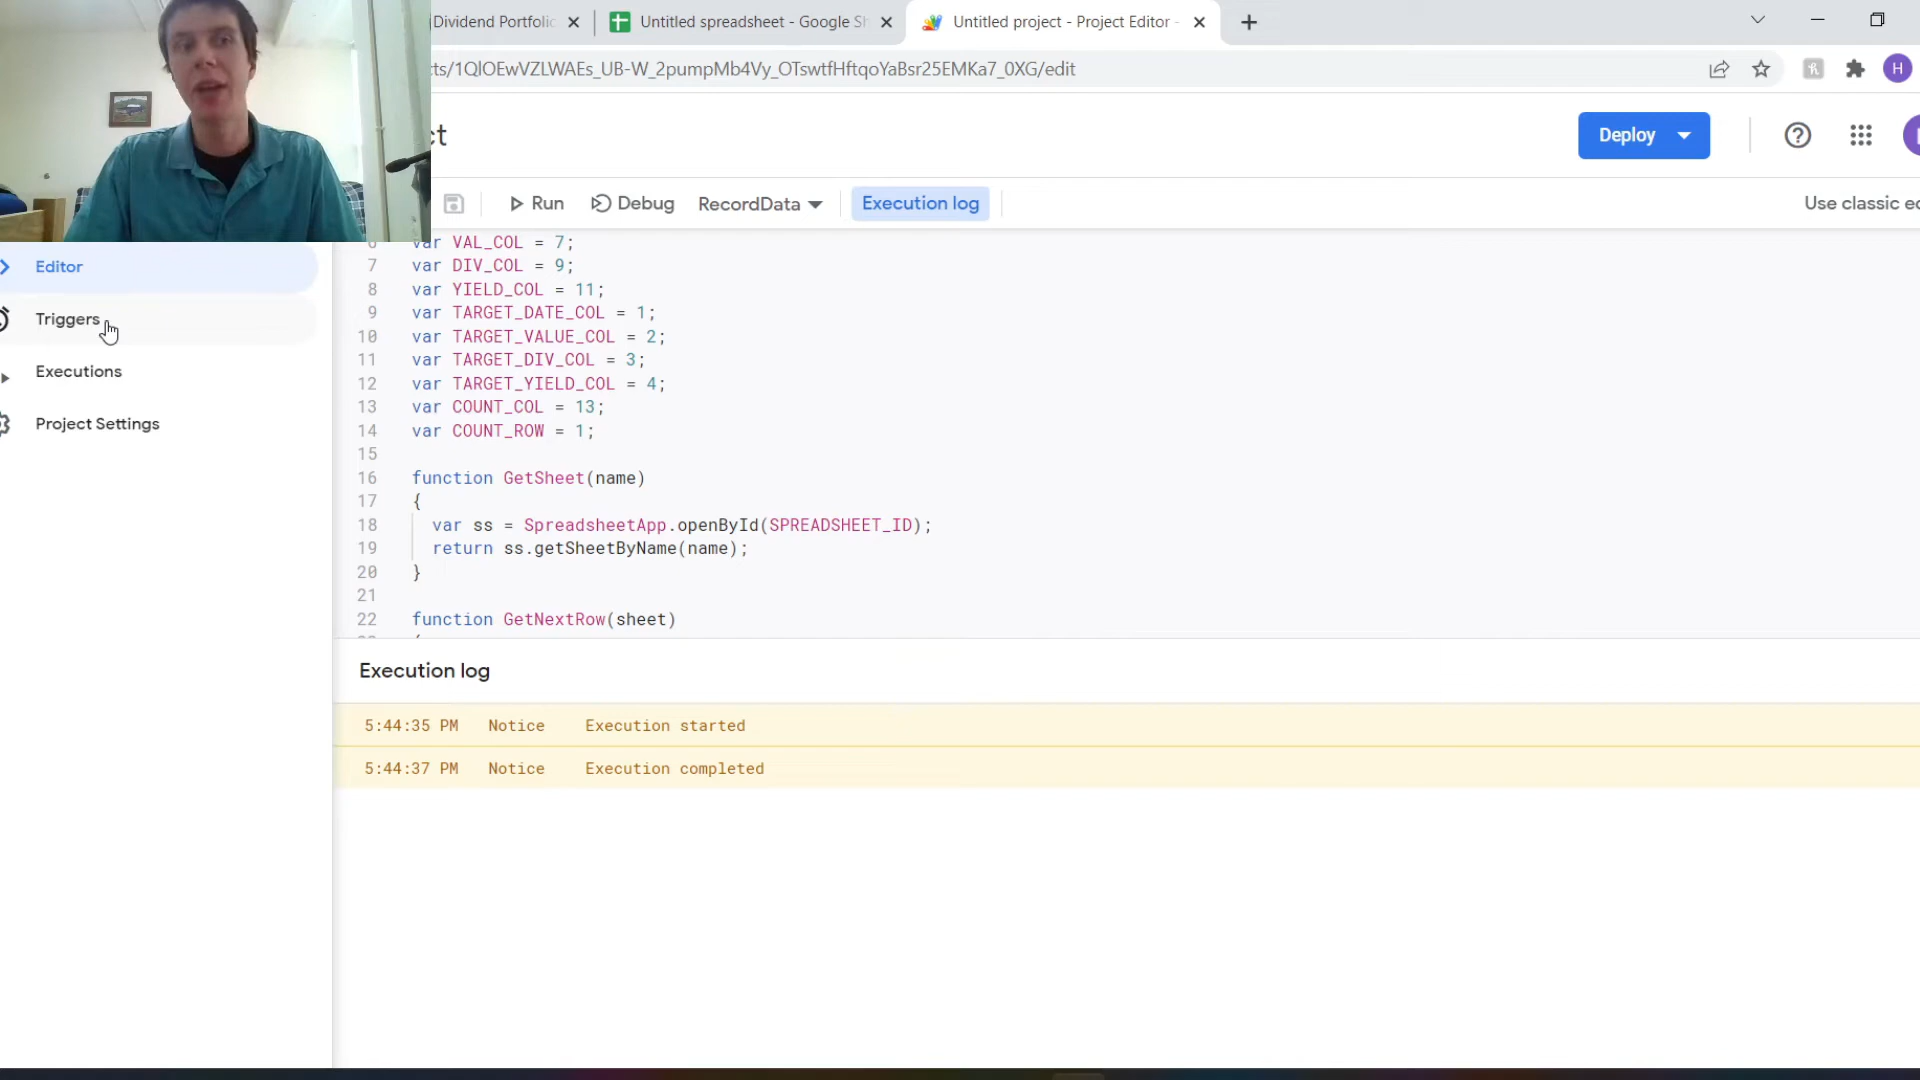 Dividend Portfolio
Untitled spreadsheet - Google Sh
Untitled project - Project Editor -
cts/1QlOEwVZLWAEs_UB-W_2pumpMb4Vy_OTswtfHftqoYaBsr25EMKa7_0XG/edit
H
ct
Deploy
Run
Debug
RecordData
Execution log
Use classic ed
Editor
Triggers
Executions
Project Settings
6 var VAL_COL = 7;
7 var DIV_COL = 9;
8 var YIELD_COL = 11;
9 var TARGET_DATE_COL = 1;
10 var TARGET_VALUE_COL = 2;
11 var TARGET_DIV_COL = 3;
12 var TARGET_YIELD_COL = 4;
13 var COUNT_COL = 13;
14 var COUNT_ROW = 1;
15
16 function GetSheet(name)
17 {
18 var ss = SpreadsheetApp.openById(SPREADSHEET_ID);
19 return ss.getSheetByName(name);
20 }
21
22 function GetNextRow(sheet)
Execution log
5:44:35 PM Notice Execution started
5:44:37 PM Notice Execution completed